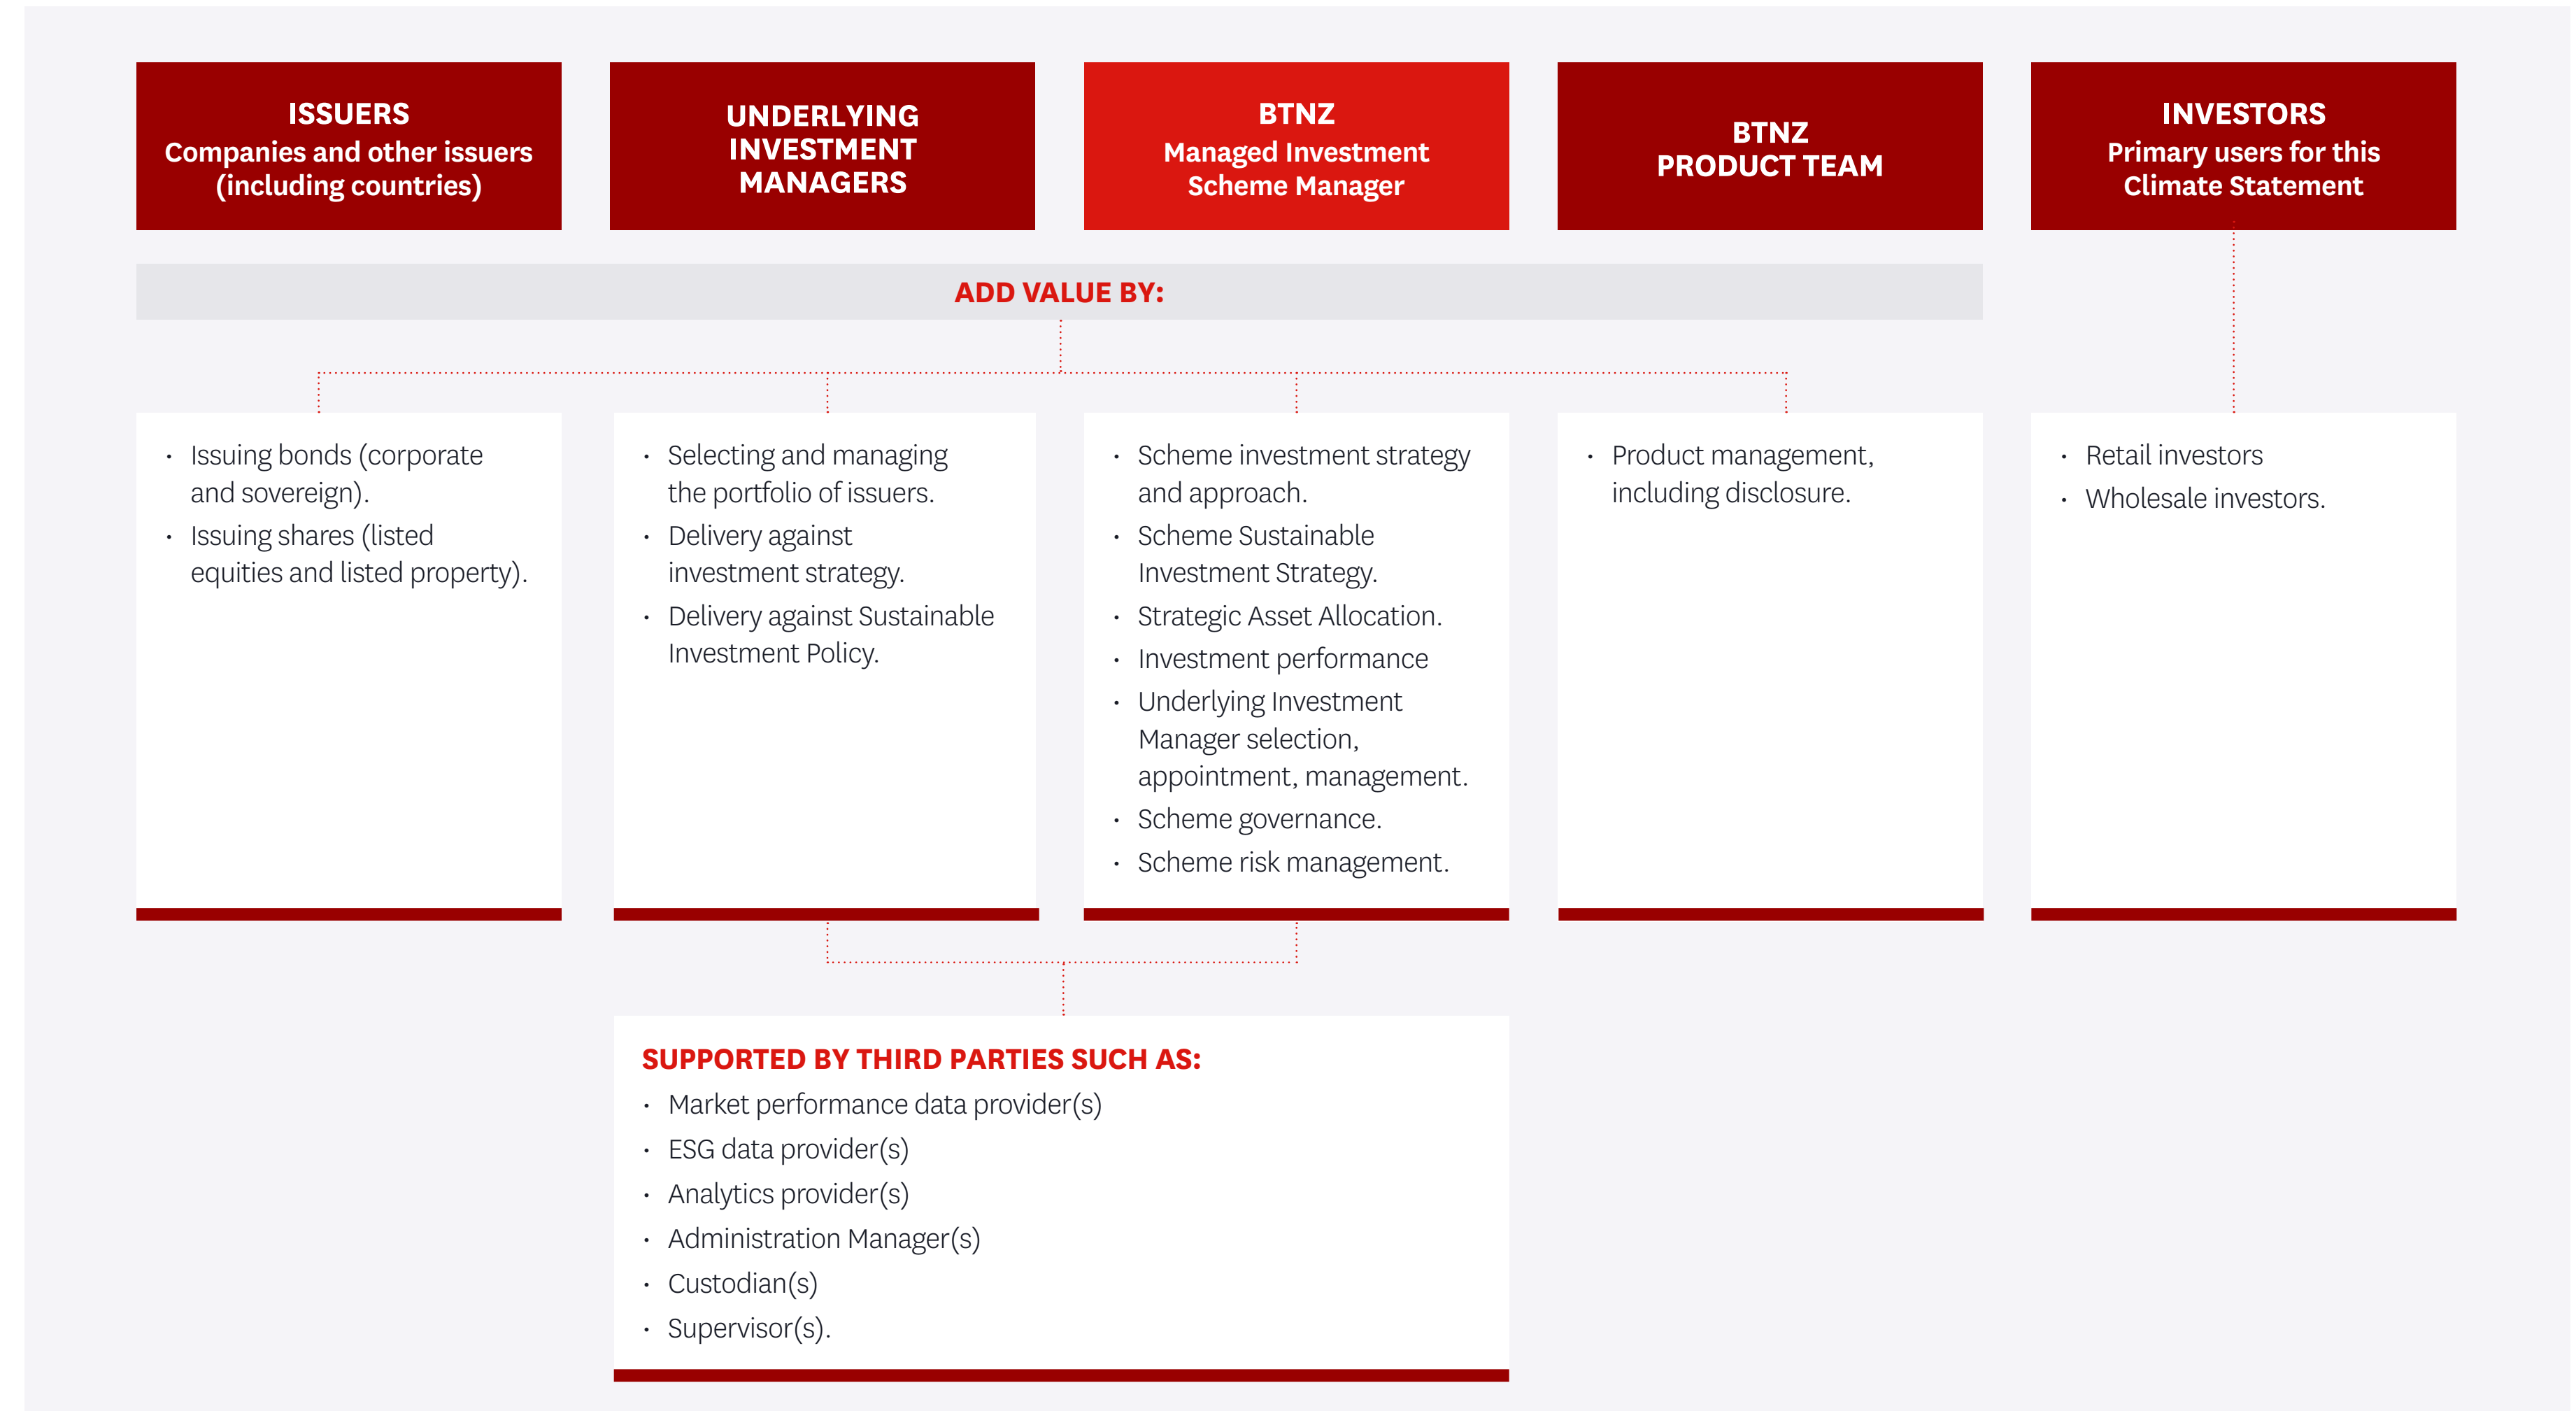 ISSUERS
Companies and other issuers
(including countries)
UNDERLYING
INVESTMENT
MANAGERS
BTNZ
Managed Investment
Scheme Manager
BTNZ
PRODUCT TEAM
INVESTORS
Primary users for this
Climate Statement
ADD VALUE BY:
· Issuing bonds (corporate
and sovereign).
· Issuing shares (listed
equities and listed property).
· Selecting and managing
the portfolio of issuers.
· Delivery against
investment strategy.
· Delivery against Sustainable
Investment Policy.
· Scheme investment strategy
and approach.
· Scheme Sustainable
Investment Strategy.
· Strategic Asset Allocation.
· Investment performance
· Underlying Investment
Manager selection,
appointment, management.
· Scheme governance.
· Scheme risk management.
· Product management,
including disclosure.
· Retail investors
· Wholesale investors.
SUPPORTED BY THIRD PARTIES SUCH AS:
· Market performance data provider(s)
· ESG data provider(s)
· Analytics provider(s)
· Administration Manager(s)
· Custodian(s)
· Supervisor(s).